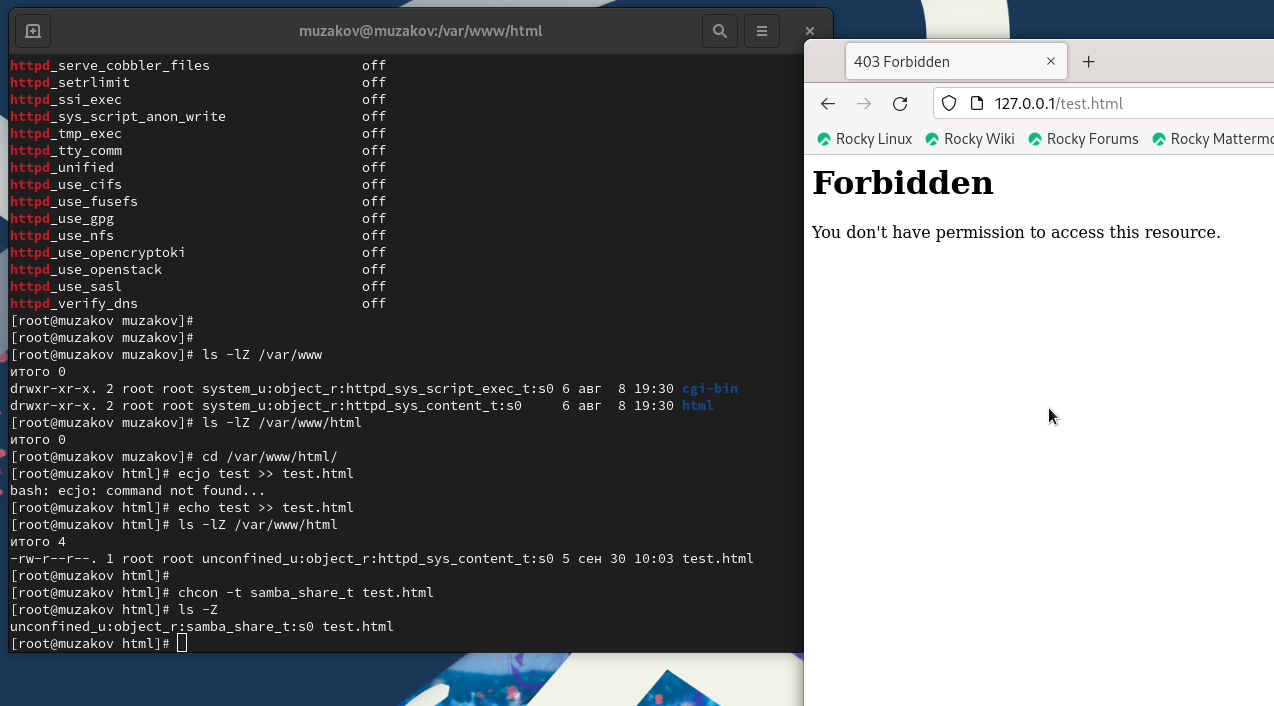 muzakov@muzakov:/var/www/html
httpd_serve_cobbler_files off
httpd_setrlimit off
httpd_ssi_exec off
httpd_sys_script_anon_write off
httpd_tmp_exec off
httpd_tty_comm off
httpd_unified off
httpd_use_cifs off
httpd_use_fusefs off
httpd_use_gpg off
httpd_use_nfs off
httpd_use_opencryptoki off
httpd_use_openstack off
httpd_use_sasl off
httpd_verify_dns off
[root@muzakov muzakov]#
[root@muzakov muzakov]#
[root@muzakov muzakov]# ls -lZ /var/www
итого 0
drwxr-xr-x. 2 root root system_u:object_r:httpd_sys_script_exec_t:s0 6 авг  8 19:30 cgi-bin
drwxr-xr-x. 2 root root system_u:object_r:httpd_sys_content_t:s0     6 авг  8 19:30 html
[root@muzakov muzakov]# ls -lZ /var/www/html
итого 0
[root@muzakov muzakov]# cd /var/www/html/
[root@muzakov html]# ecjo test >> test.html
bash: ecjo: command not found...
[root@muzakov html]# echo test >> test.html
[root@muzakov html]# ls -lZ /var/www/html
итого 4
-rw-r--r--. 1 root root unconfined_u:object_r:httpd_sys_content_t:s0 5 сен 30 10:03 test.html
[root@muzakov html]#
[root@muzakov html]# chcon -t samba_share_t test.html
[root@muzakov html]# ls -Z
unconfined_u:object_r:samba_share_t:s0 test.html
[root@muzakov html]#
403 Forbidden
127.0.0.1/test.html
Rocky Linux Rocky Wiki Rocky Forums Rocky Mattermo
Forbidden
You don't have permission to access this resource.